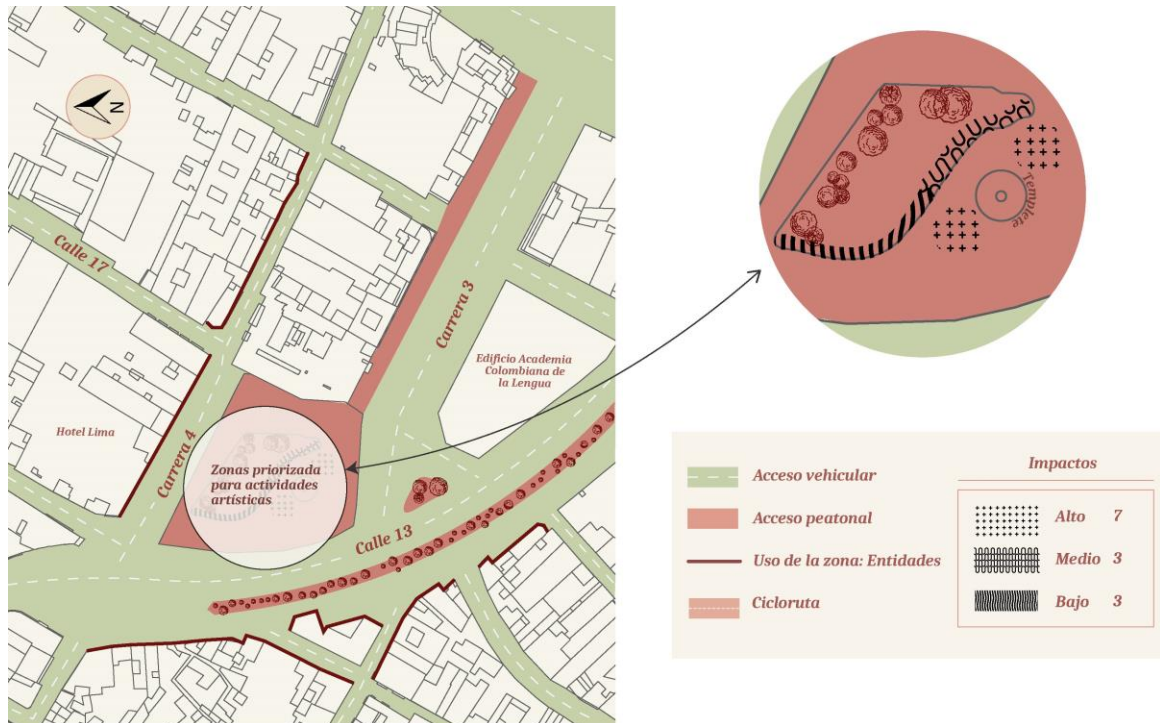 N
Calle 17
Carrera 3
Edificio Academia
Colombiana de
la Lengua
Hotel Lima
Carrera 4
Zonas priorizada
para actividades
artísticas
Calle 13
Templete
Acceso vehicular
Acceso peatonal
Uso de la zona: Entidades
Cicloruta
Impactos
Alto 7
Medio 3
Bajo 3